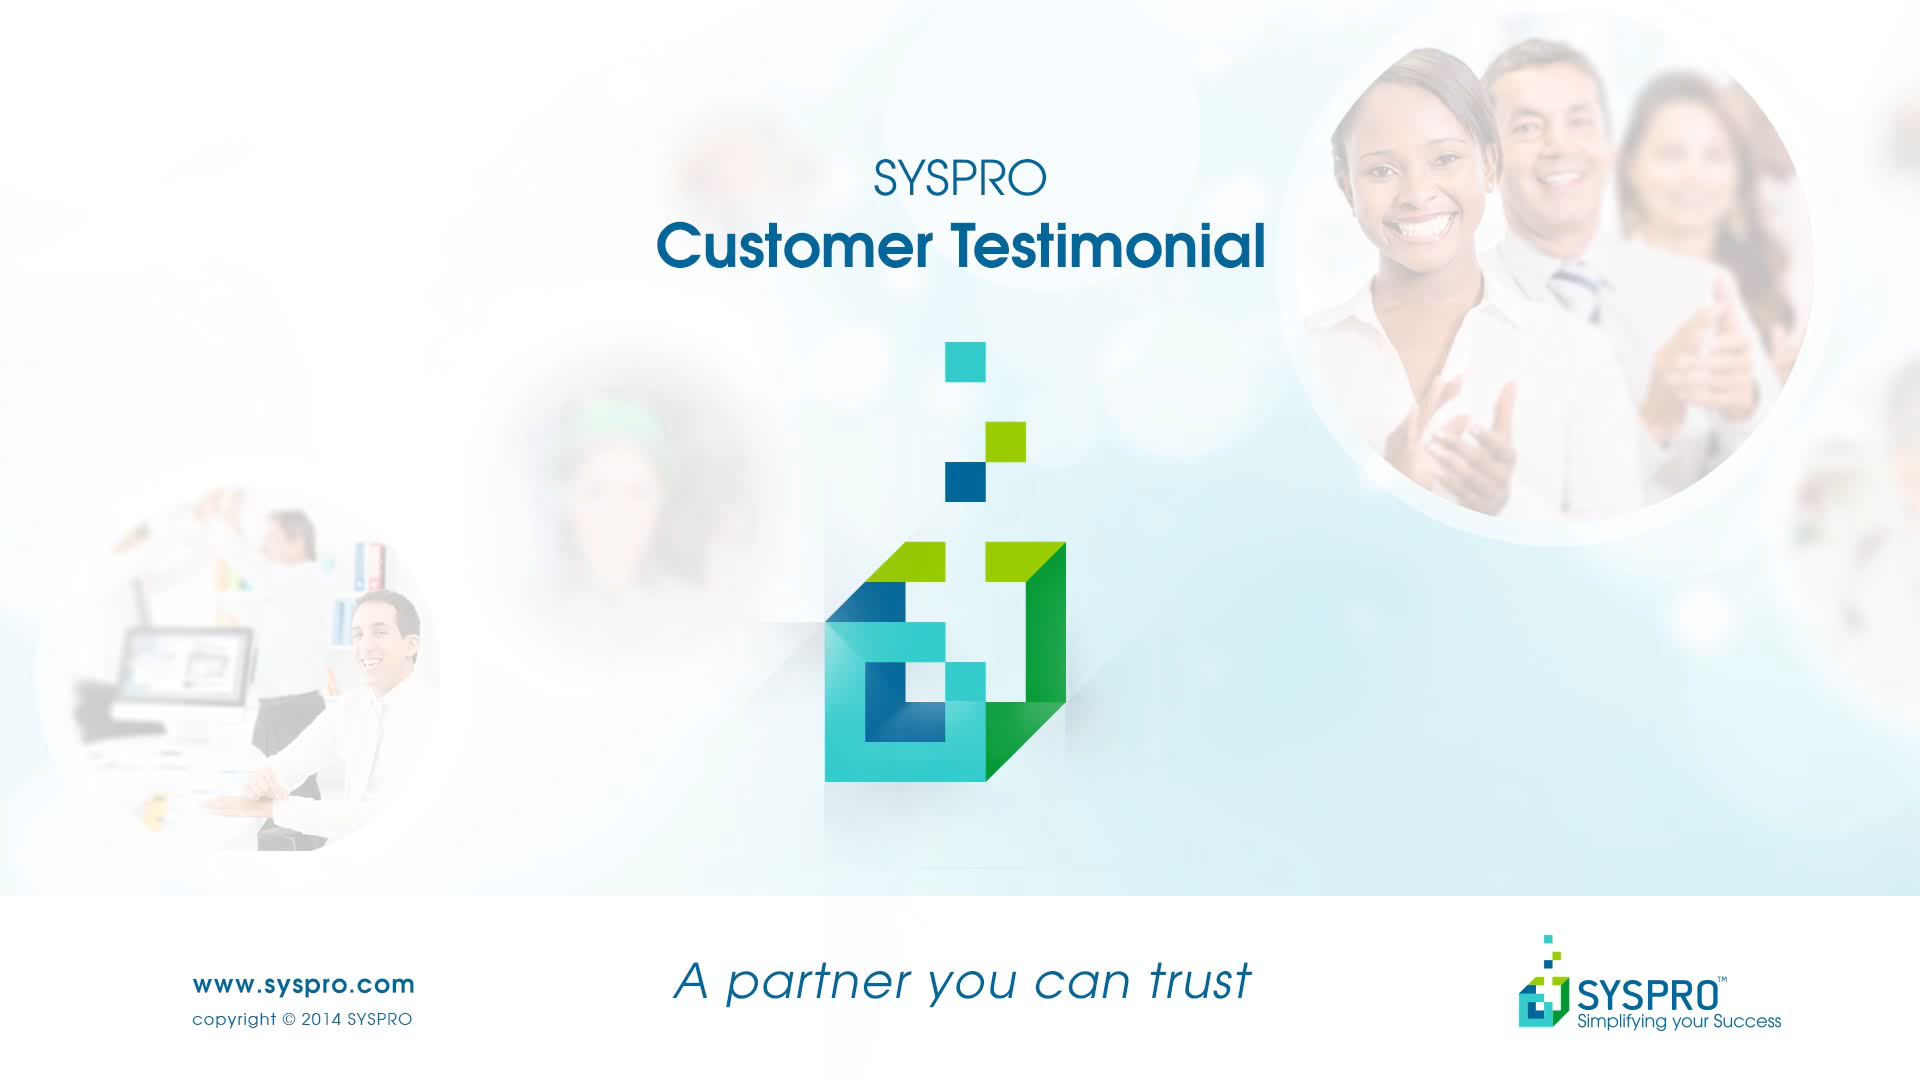 SYSPRO
Customer Testimonial
www.syspro.com
copyright © 2014 SYSPRO
A partner you can trust
SYSPRO™
Simplifying your Success